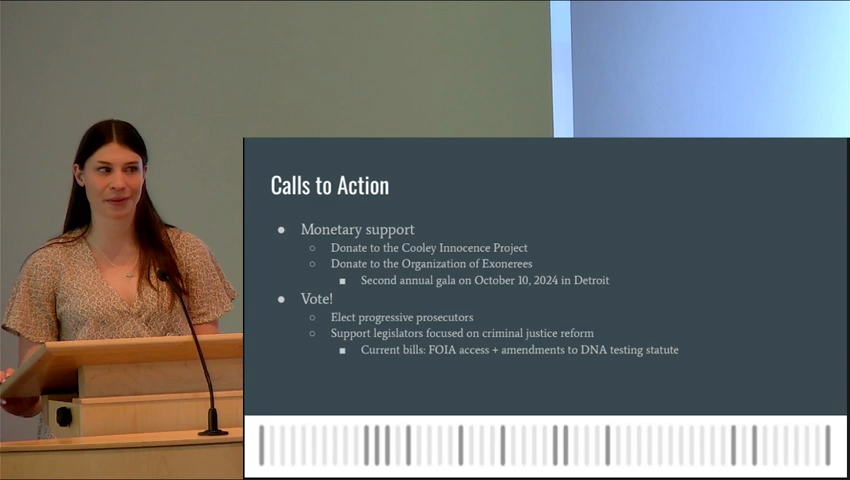 Calls to Action
● Monetary support
○ Donate to the Cooley Innocence Project
○ Donate to the Organization of Exonerees
■ Second annual gala on October 10, 2024 in Detroit
● Vote!
○ Elect progressive prosecutors
○ Support legislators focused on criminal justice reform
■ Current bills: FOIA access + amendments to DNA testing statute